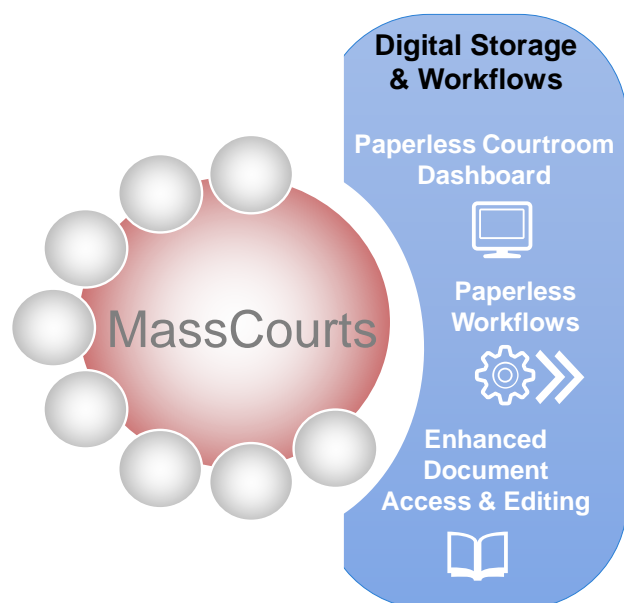 Digital Storage
& Workflows
Paperless Courtroom
Dashboard
MassCourts
Paperless
Workflows
Enhanced
Document
Access & Editing